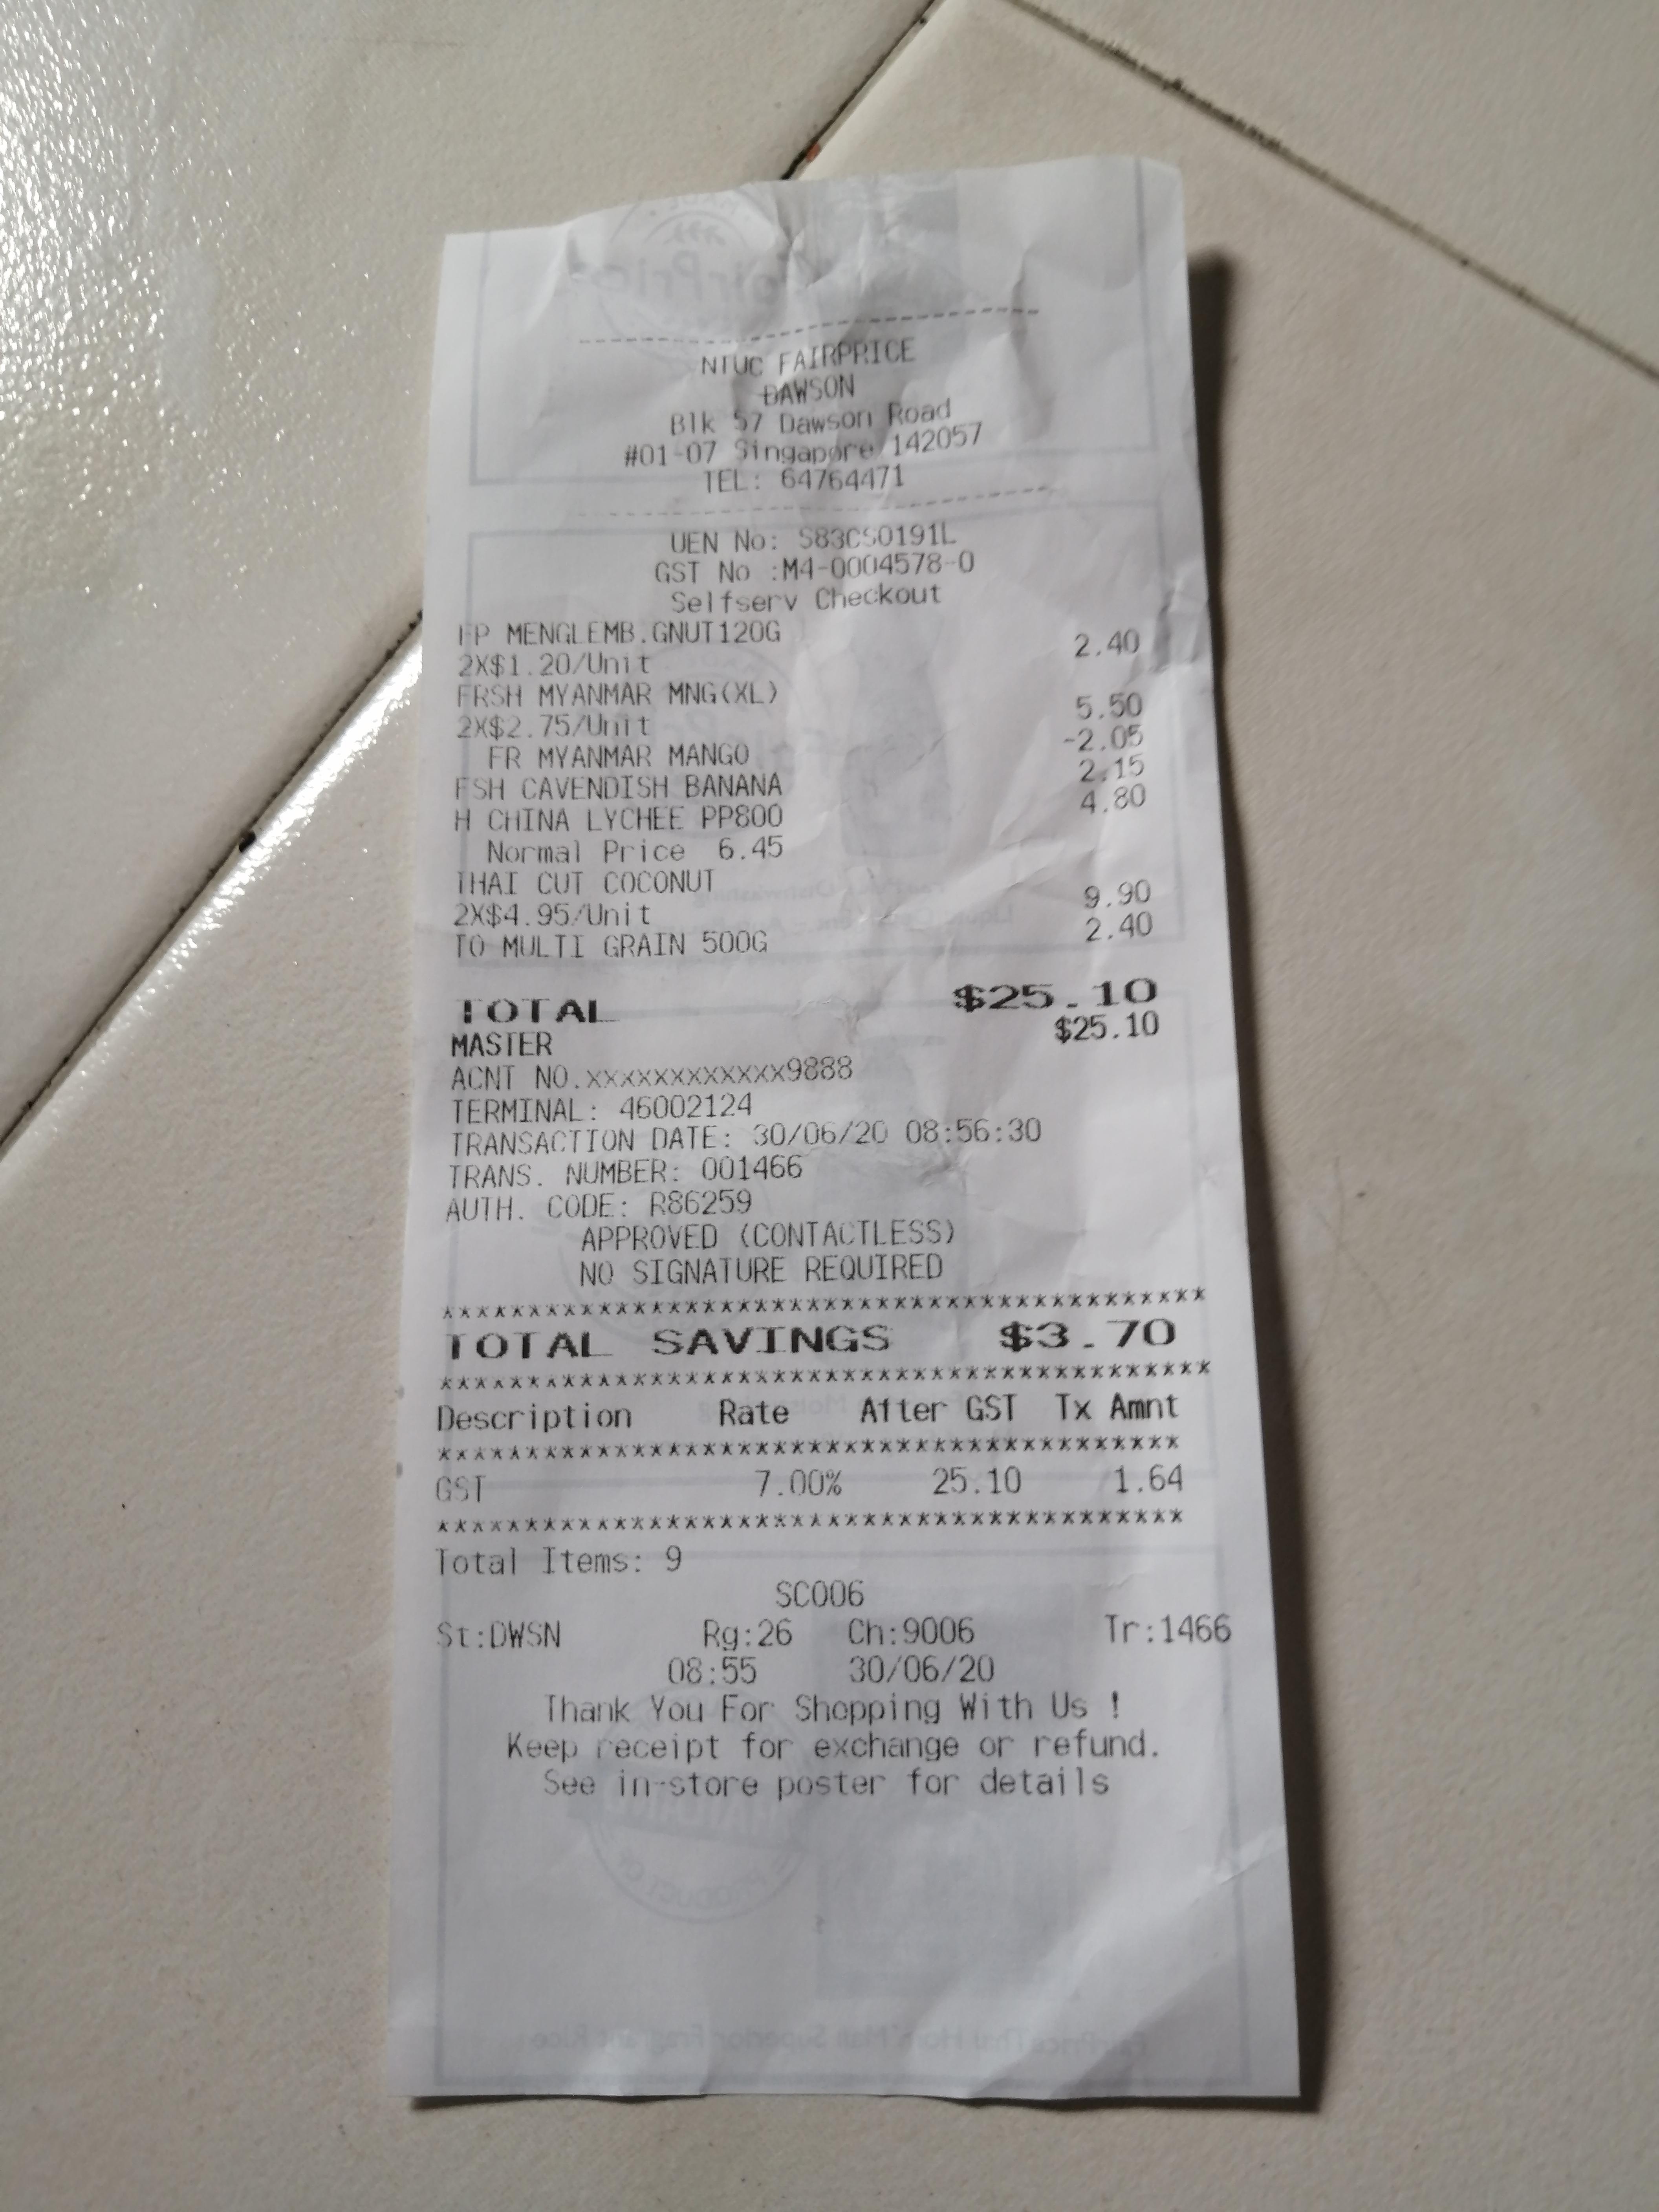 NTUC FAIRPRICE
DAWSON
Blk 57 Dawson Road
#01-07 Singapore 142057
TEL: 64764471
UEN No: S83CS0191L
GST No :M4-0004578-0
Selfserv Checkout
FP MENGLEMB.GNUT120G
2X$1.20/Unit 2.40
FRSH MYANMAR MNG(XL)
2X$2.75/Unit 5.50
FR MYANMAR MANGO -2.05
FSH CAVENDISH BANANA 2.15
H CHINA LYCHEE PP800 4.80
Normal Price 6.45
THAI CUT COCONUT
2X$4.95/Unit 9.90
TO MULTI GRAIN 500G 2.40
TOTAL $25.10
MASTER $25.10
ACNT NO.xxxxxxxxxxxx9888
TERMINAL: 46002124
TRANSACTION DATE: 30/06/20 08:56:30
TRANS. NUMBER: 001466
AUTH. CODE: R86259
APPROVED (CONTACTLESS)
NO SIGNATURE REQUIRED
*******************************************
TOTAL SAVINGS $3.70
*******************************************
Description Rate After GST Tx Amnt
*******************************************
GST 7.00% 25.10 1.64
*******************************************
Total Items: 9
SC006
St:DWSN Rg:26 Ch:9006 Tr:1466
08:55 30/06/20
Thank You For Shopping With Us !
Keep receipt for exchange or refund.
See in-store poster for details